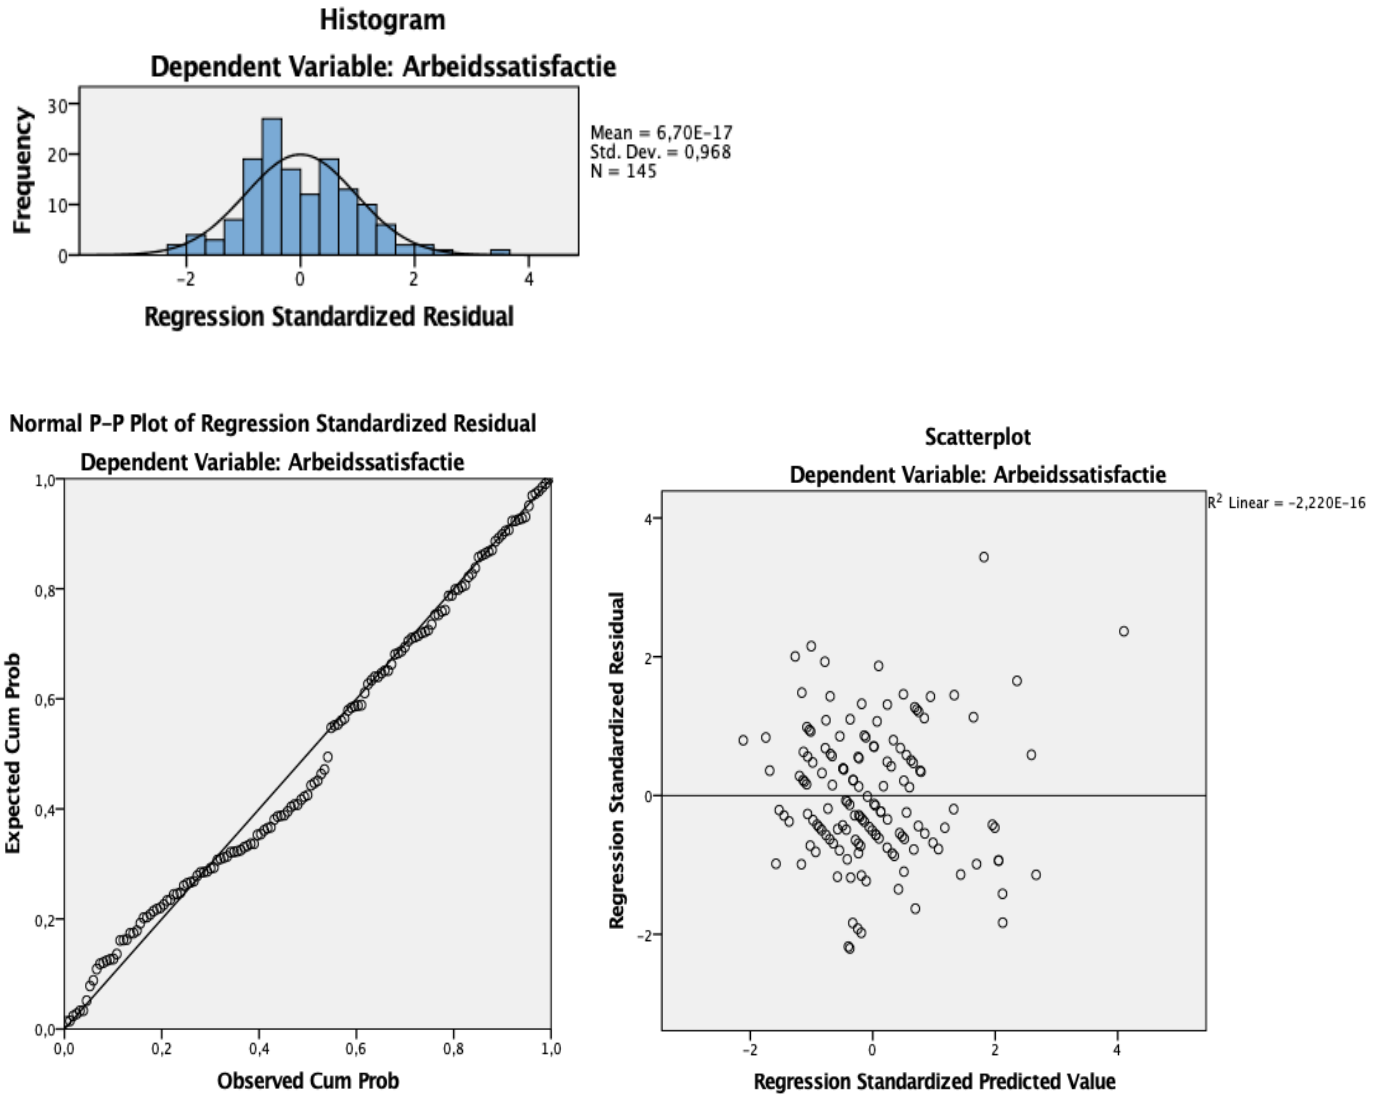 Histogram
Dependent Variable: Arbeidssatisfactie
Frequency
30
20
10
0
Mean = 6,70E-17
Std. Dev. = 0,968
N = 145
-2 0 2 4
Regression Standardized Residual
Normal P-P Plot of Regression Standardized Residual
Dependent Variable: Arbeidssatisfactie
Expected Cum Prob
1,0
0,8
0,6
0,4
0,2
0,0
0,0 0,2 0,4 0,6 0,8 1,0
Observed Cum Prob
Scatterplot
Dependent Variable: Arbeidssatisfactie
R² Linear = -2,220E-16
Regression Standardized Residual
4
2
0
-2
-2 0 2 4
Regression Standardized Predicted Value